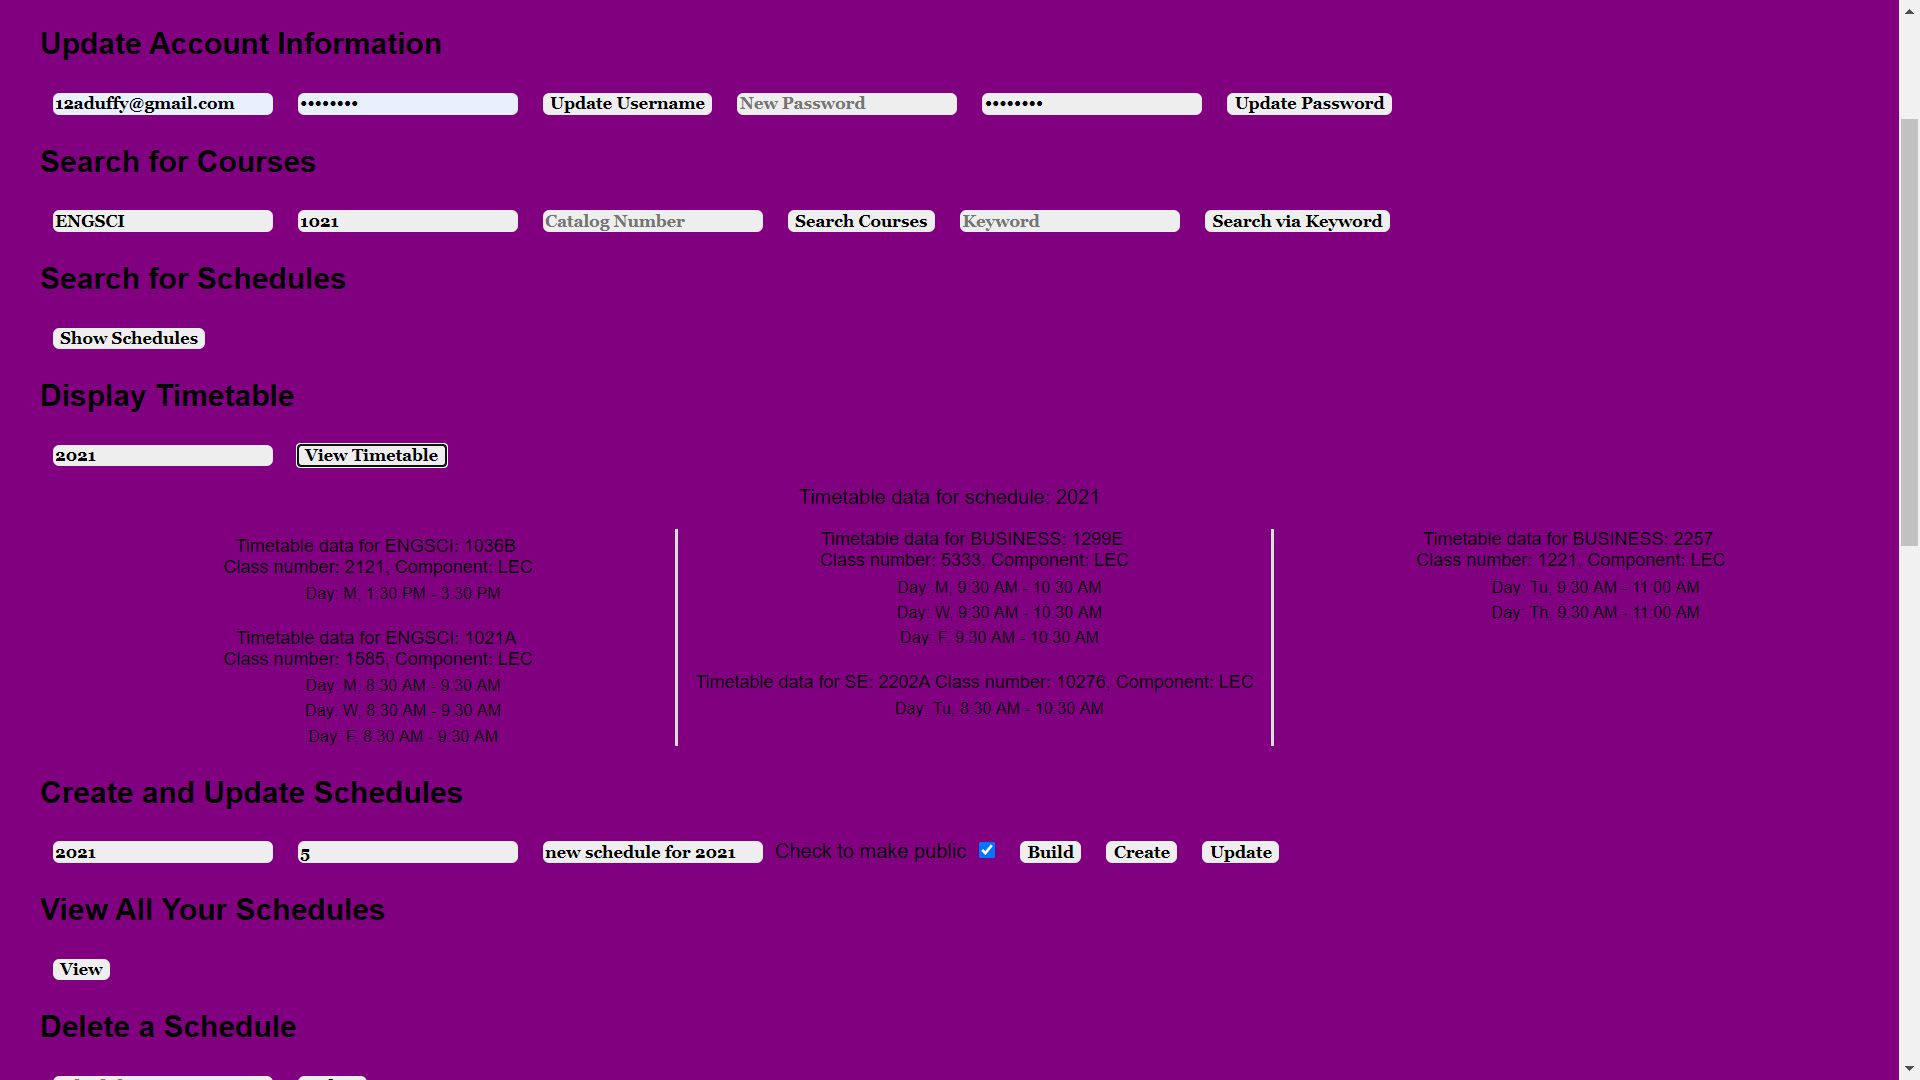 Update Account Information
12aduffy@gmail.com •••••••• Update Username New Password •••••••• Update Password
Search for Courses
ENGSCI 1021 Catalog Number Search Courses Keyword Search via Keyword
Search for Schedules
Show Schedules
Display Timetable
2021 View Timetable
Timetable data for schedule: 2021
Timetable data for ENGSCI: 1036B
Class number: 2121, Component: LEC
Day: M, 1:30 PM - 3:30 PM
Timetable data for ENGSCI: 1021A
Class number: 1585, Component: LEC
Day: M, 8:30 AM - 9:30 AM
Day: W, 8:30 AM - 9:30 AM
Day: F, 8:30 AM - 9:30 AM
Timetable data for BUSINESS: 1299E
Class number: 5333, Component: LEC
Day: M, 9:30 AM - 10:30 AM
Day: W, 9:30 AM - 10:30 AM
Day: F, 9:30 AM - 10:30 AM
Timetable data for SE: 2202A Class number: 10276, Component: LEC
Day: Tu, 8:30 AM - 10:30 AM
Timetable data for BUSINESS: 2257
Class number: 1221, Component: LEC
Day: Tu, 9:30 AM - 11:00 AM
Day: Th, 9:30 AM - 11:00 AM
Create and Update Schedules
2021 5 new schedule for 2021 Check to make public Build Create Update
View All Your Schedules
View
Delete a Schedule